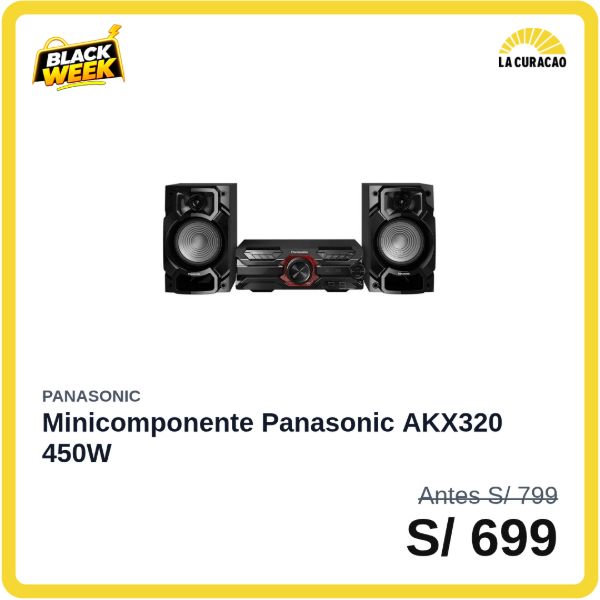 BLACK
WEEK
LA CURACAO
PANASONIC
Minicomponente Panasonic AKX320
450W
Antes S/ 799
S/ 699